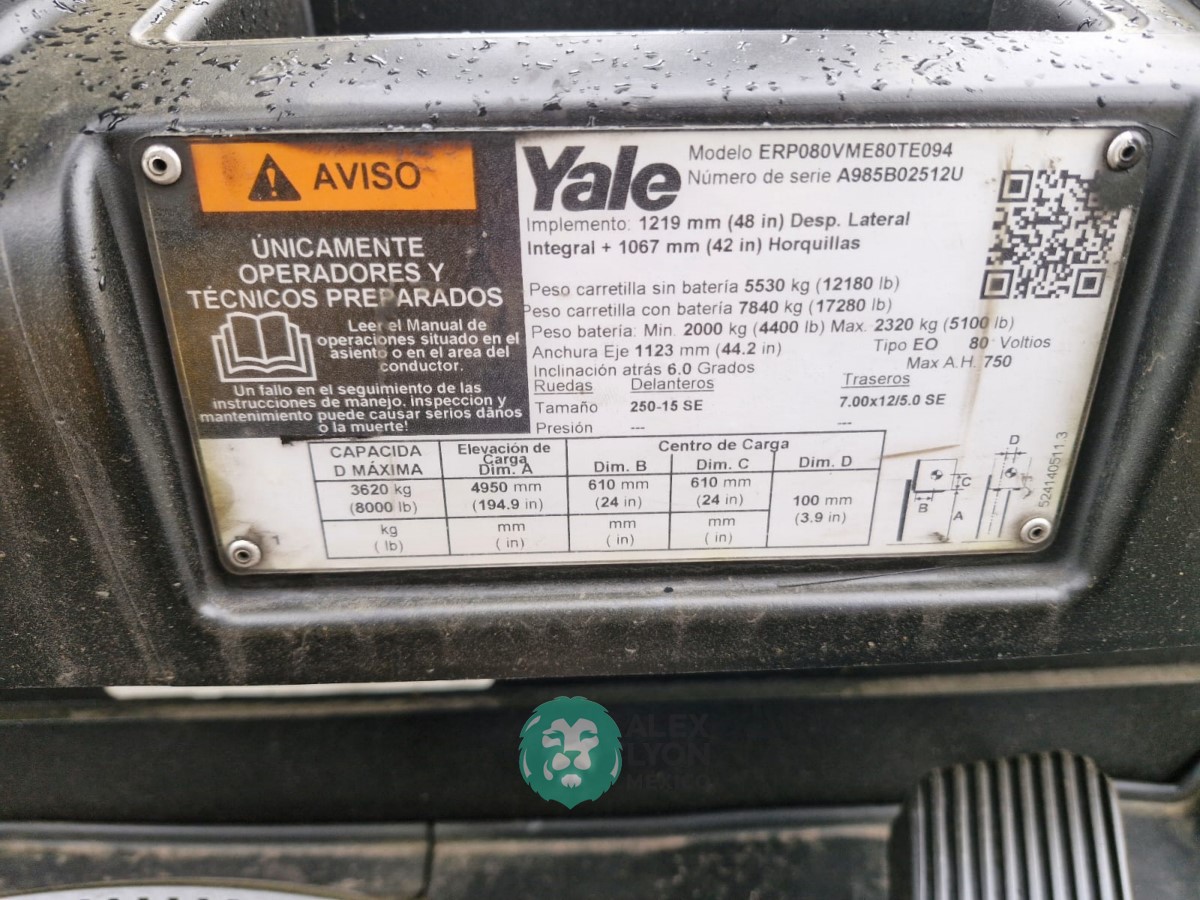 AVISO
ÚNICAMENTE
OPERADORES Y
TÉCNICOS PREPARADOS
Leer el Manual de
operaciones situado en el
asiento o en el area del
conductor.
Un fallo en el seguimiento de las
instrucciones de manejo, inspeccion y
mantenimiento puede causar serios daños
o la muerte!
Yale
Modelo ERP080VME80TE094
Número de serie A985B02512U
Implemento: 1219 mm (48 in) Desp. Lateral
Integral + 1067 mm (42 in) Horquillas
Peso carretilla sin batería 5530 kg (12180 lb)
Peso carretilla con batería 7840 kg (17280 lb)
Peso batería: Min. 2000 kg (4400 lb) Max. 2320 kg (5100 lb)
Anchura Eje 1123 mm (44.2 in) Tipo EO 80 Voltios
Inclinación atrás 6.0 Grados Max A.H. 750
Ruedas Delanteros Traseros
Tamaño 250-15 SE 7.00x12/5.0 SE
Presión --- ---
CAPACIDA
D MÁXIMA
Elevación de
Carga
Dim. A
Centro de Carga
Dim. B Dim. C Dim. D
3620 kg 4950 mm 610 mm 610 mm
(8000 lb) (194.9 in) (24 in) (24 in)
100 mm
(3.9 in)
kg mm mm mm
( lb) ( in) ( in) ( in)
D
C
B
A
524140511.3
1
ALEX
LYON
MÉXICO